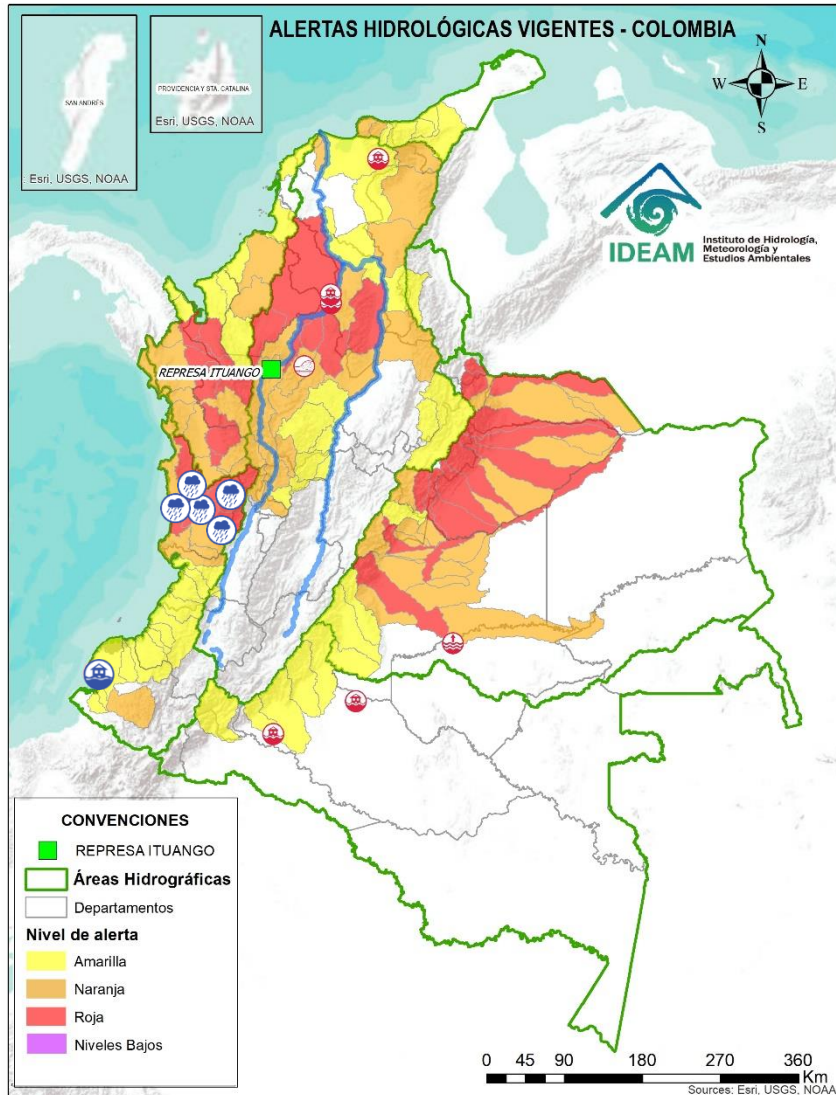 ALERTAS HIDROLÓGICAS VIGENTES - COLOMBIA
SAN ANDRÉS
Esri, USGS, NOAA
PROVIDENCIA Y STA. CATALINA
Esri, USGS, NOAA
N
W
E
S
IDEAM
Instituto de Hidrología,
Meteorología y
Estudios Ambientales
REPRESA ITUANGO
CONVENCIONES
REPRESA ITUANGO
Áreas Hidrográficas
Departamentos
Nivel de alerta
Amarilla
Naranja
Roja
Niveles Bajos
0 45 90 180 270 360
Km
Sources: Esri, USGS, NOAA